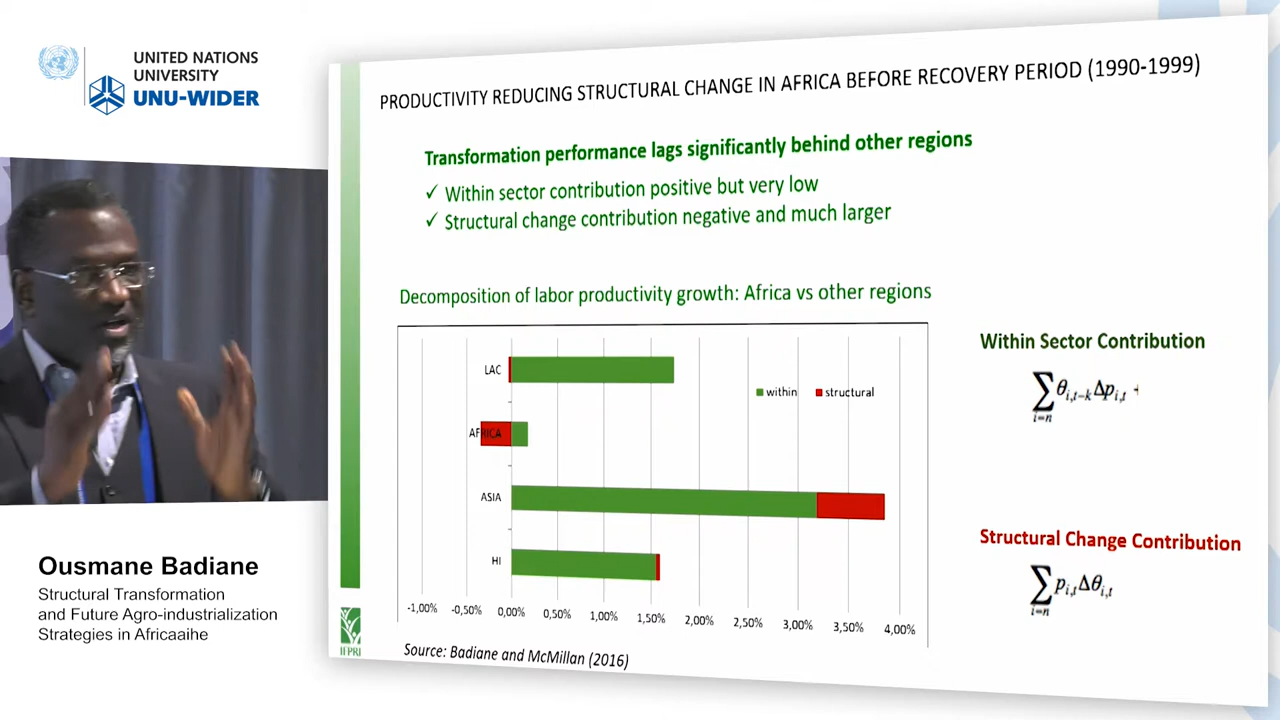 UNITED NATIONS
UNIVERSITY
UNU-WIDER
PRODUCTIVITY REDUCING STRUCTURAL CHANGE IN AFRICA BEFORE RECOVERY PERIOD (1990-1999)
Transformation performance lags significantly behind other regions
✓ Within sector contribution positive but very low
✓ Structural change contribution negative and much larger
Decomposition of labor productivity growth: Africa vs other regions
LAC
AFRICA
ASIA
HI
within structural
-1,00% -0,50% 0,00% 0,50% 1,00% 1,50% 2,00% 2,50% 3,00% 3,50% 4,00%
Source: Badiane and McMillan (2016)
Within Sector Contribution
∑ θi,t−k Δpi,t +
i=n
Structural Change Contribution
∑ pi,t Δθi,t
i=n
IFPRI
Ousmane Badiane
Structural Transformation
and Future Agro-industrialization
Strategies in Africaaihe